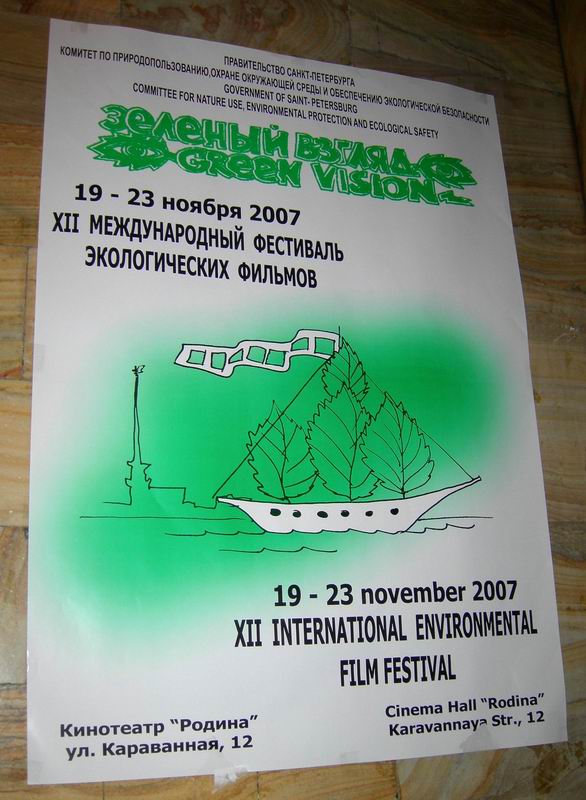 ПРАВИТЕЛЬСТВО САНКТ-ПЕТЕРБУРГА
КОМИТЕТ ПО ПРИРОДОПОЛЬЗОВАНИЮ,ОХРАНЕ ОКРУЖАЮЩЕЙ СРЕДЫ И ОБЕСПЕЧЕНИЮ ЭКОЛОГИЧЕСКОЙ БЕЗОПАСНОСТИ
GOVERNMENT OF SAINT- PETERSBURG
COMMITTEE FOR NATURE USE, ENVIRONMENTAL PROTECTION AND ECOLOGICAL SAFETY
ЗЕЛЕНЫЙ ВЗГЛЯД
GREEN VISION
19 - 23 ноября 2007
XII МЕЖДУНАРОДНЫЙ ФЕСТИВАЛЬ
ЭКОЛОГИЧЕСКИХ ФИЛЬМОВ
19 - 23 november 2007
XII INTERNATIONAL ENVIRONMENTAL
FILM FESTIVAL
Кинотеатр "Родина"
ул. Караванная, 12
Cinema Hall "Rodina"
Karavannaya Str., 12